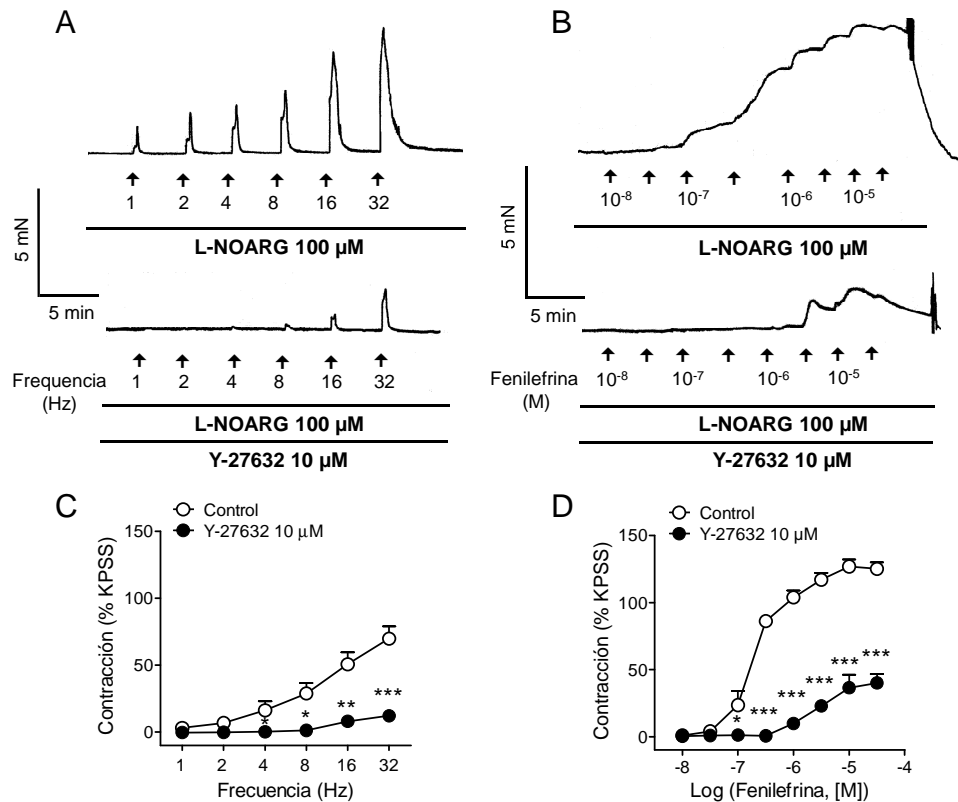 A
1 2 4 8 16 32
5 mN
L-NOARG 100 µM
5 min
Frequencia
(Hz)
1 2 4 8 16 32
L-NOARG 100 µM
Y-27632 10 µM
B
10-8 10-7 10-6 10-5
5 mN
L-NOARG 100 µM
5 min
Fenilefrina
(M)
10-8 10-7 10-6 10-5
L-NOARG 100 µM
Y-27632 10 µM
C
Control
Y-27632 10 µM
Contracción (% KPSS)
150
100
50
0
* * ** ***
1 2 4 8 16 32
Frecuencia (Hz)
D
Control
Y-27632 10 µM
Contracción (% KPSS)
150
100
50
0
* *** *** *** *** ***
-8 -7 -6 -5 -4
Log (Fenilefrina, [M])